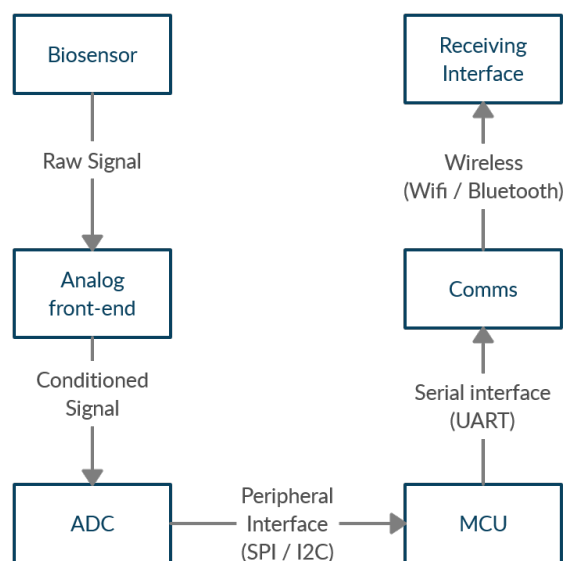 Biosensor
Raw Signal
Analog
front-end
Conditioned
Signal
ADC
Peripheral
Interface
(SPI / I2C)
MCU
Serial interface
(UART)
Comms
Wireless
(Wifi / Bluetooth)
Receiving
Interface